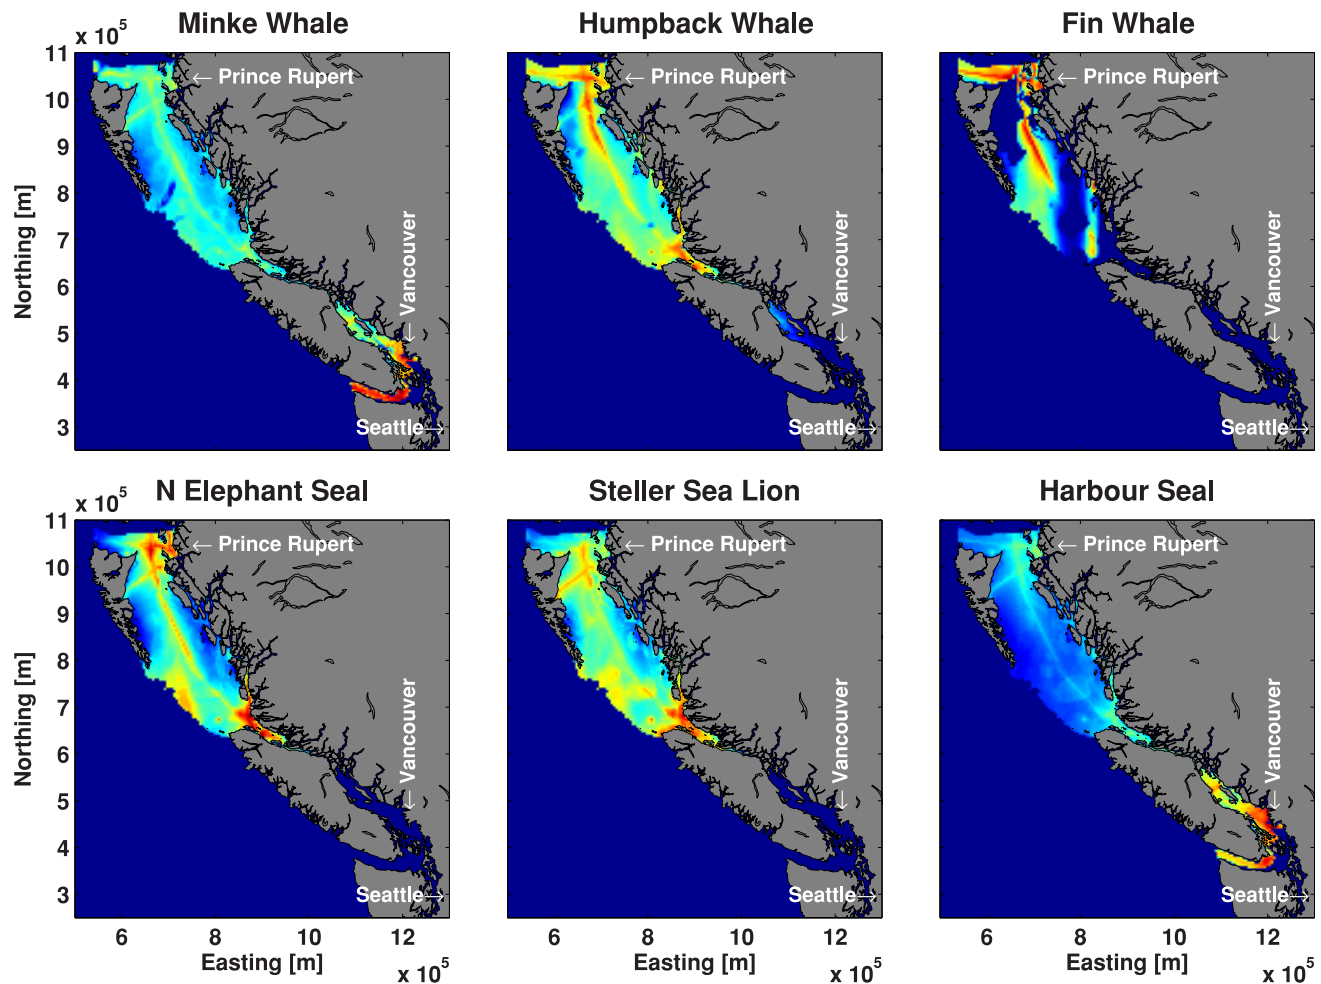 Minke Whale
Humpback Whale
Fin Whale
x 10^5
11
10
9
8
7
6
5
4
3
Northing [m]
← Prince Rupert
← Vancouver
Seattle→
← Prince Rupert
← Vancouver
Seattle→
← Prince Rupert
← Vancouver
Seattle→
N Elephant Seal
Steller Sea Lion
Harbour Seal
x 10^5
11
10
9
8
7
6
5
4
3
Northing [m]
← Prince Rupert
← Vancouver
Seattle→
← Prince Rupert
← Vancouver
Seattle→
← Prince Rupert
← Vancouver
Seattle→
6 8 10 12
6 8 10 12
6 8 10 12
Easting [m]
Easting [m]
Easting [m]
x 10^5
x 10^5
x 10^5